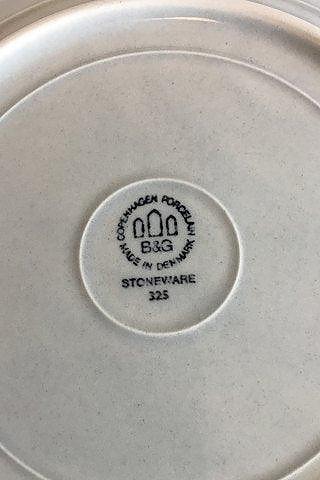 COPENHAGEN PORCELAIN
B&G
MADE IN DENMARK
STONEWARE
325